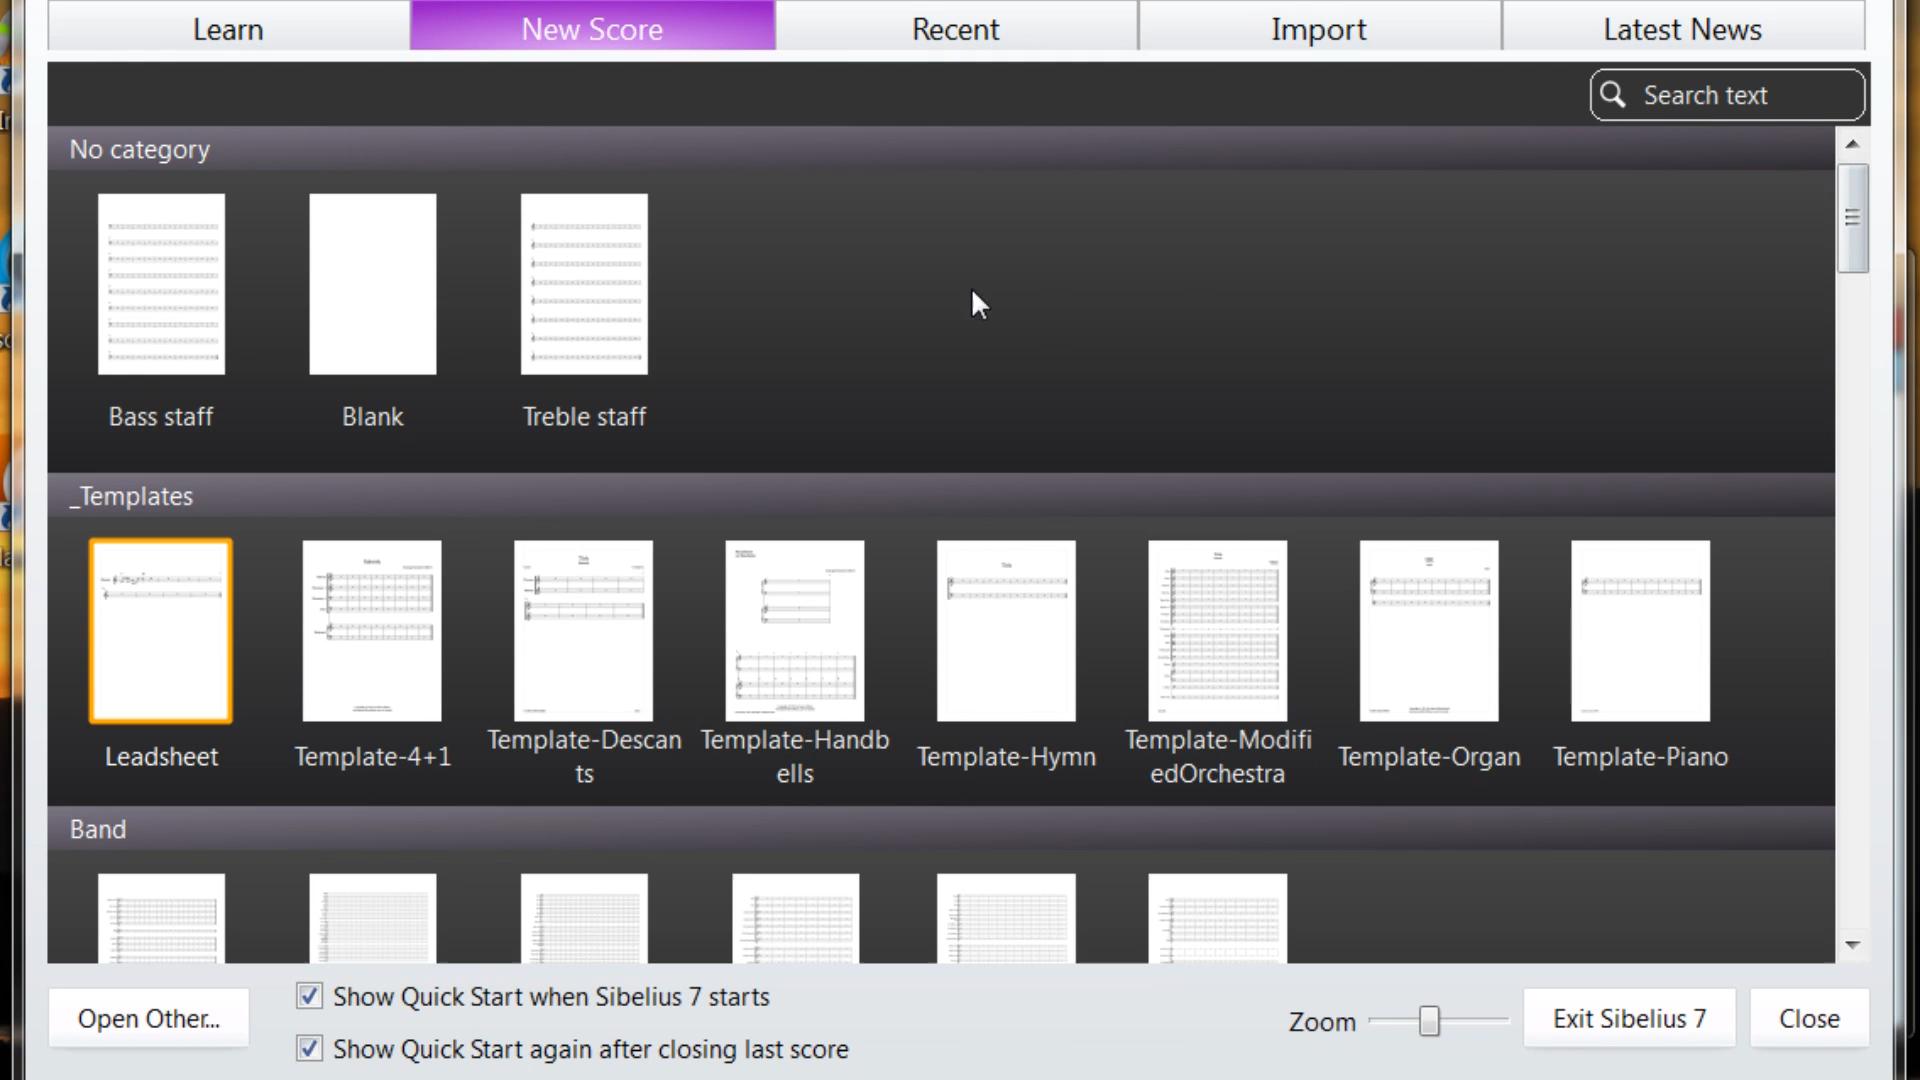 Learn
New Score
Recent
Import
Latest News
Search text
No category
Bass staff
Blank
Treble staff
_Templates
Leadsheet
Template-4+1
Template-Descan
ts
Template-Handb
ells
Template-Hymn
Template-Modifi
edOrchestra
Template-Organ
Template-Piano
Band
Open Other...
Show Quick Start when Sibelius 7 starts
Show Quick Start again after closing last score
Zoom
Exit Sibelius 7
Close